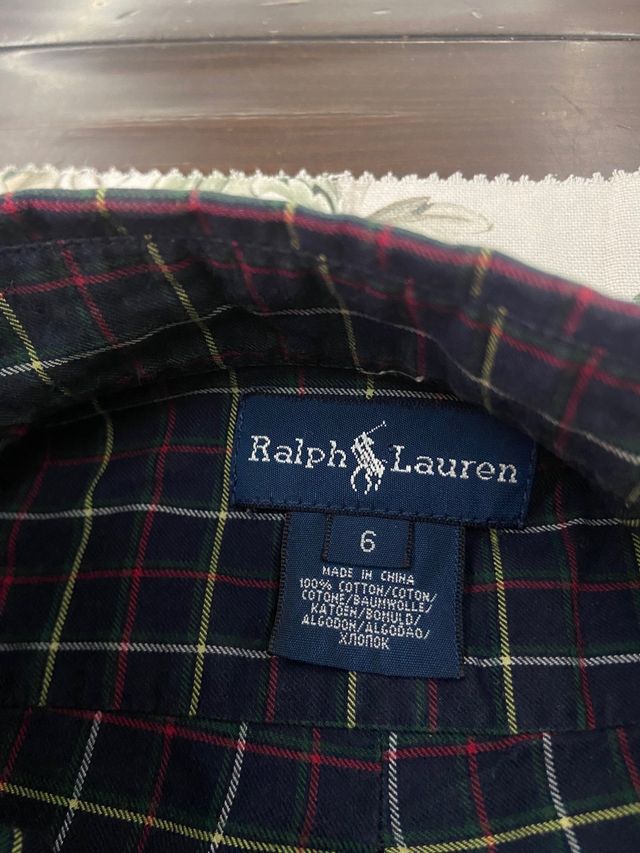 Ralph Lauren
6
MADE IN CHINA
100% COTTON/COTON/
COTONE/BAUMWOLLE/
KATOEN/BOMULD/
ALGODON/ALGODAO/
ХЛОПОК